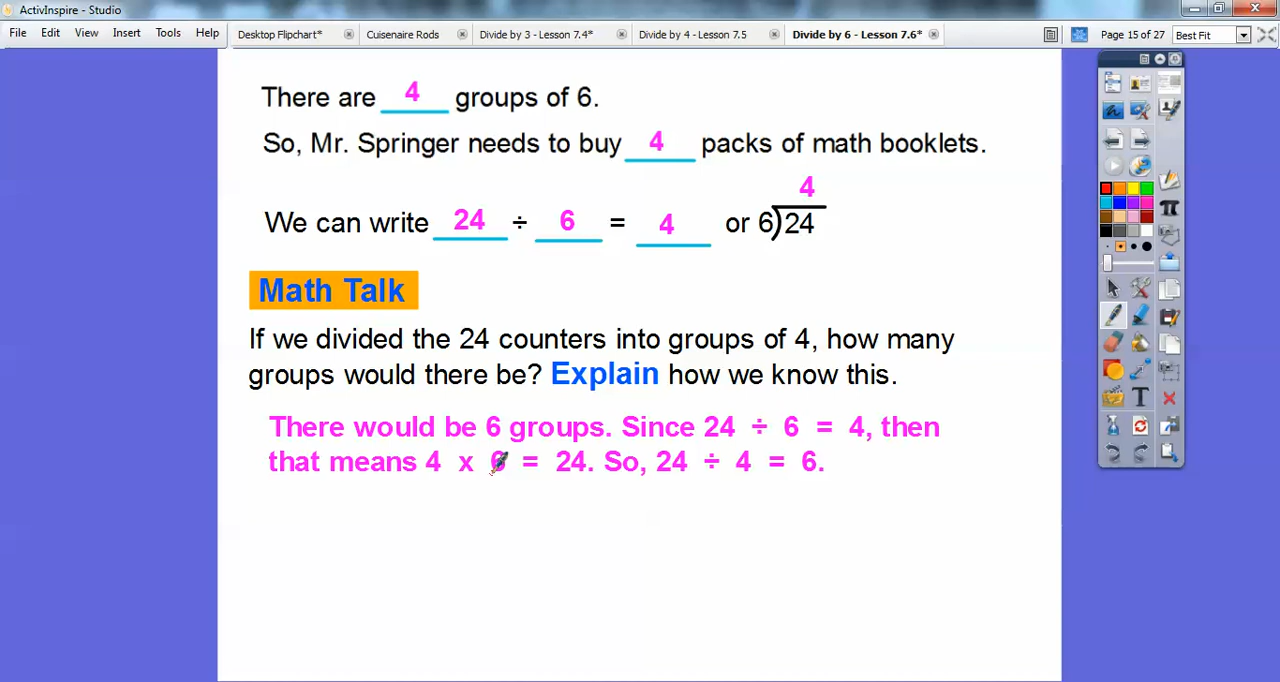 ActivInspire - Studio
File Edit View Insert Tools Help
Desktop Flipchart* Cuisenaire Rods Divide by 3 - Lesson 7.4* Divide by 4 - Lesson 7.5 Divide by 6 - Lesson 7.6* Page 15 of 27 Best Fit
There are 4 groups of 6.
So, Mr. Springer needs to buy 4 packs of math booklets.
4
We can write 24 ÷ 6 = 4 or 6)24
Math Talk
If we divided the 24 counters into groups of 4, how many
groups would there be? Explain how we know this.
There would be 6 groups. Since 24 ÷ 6 = 4, then
that means 4 x 6 = 24. So, 24 ÷ 4 = 6.